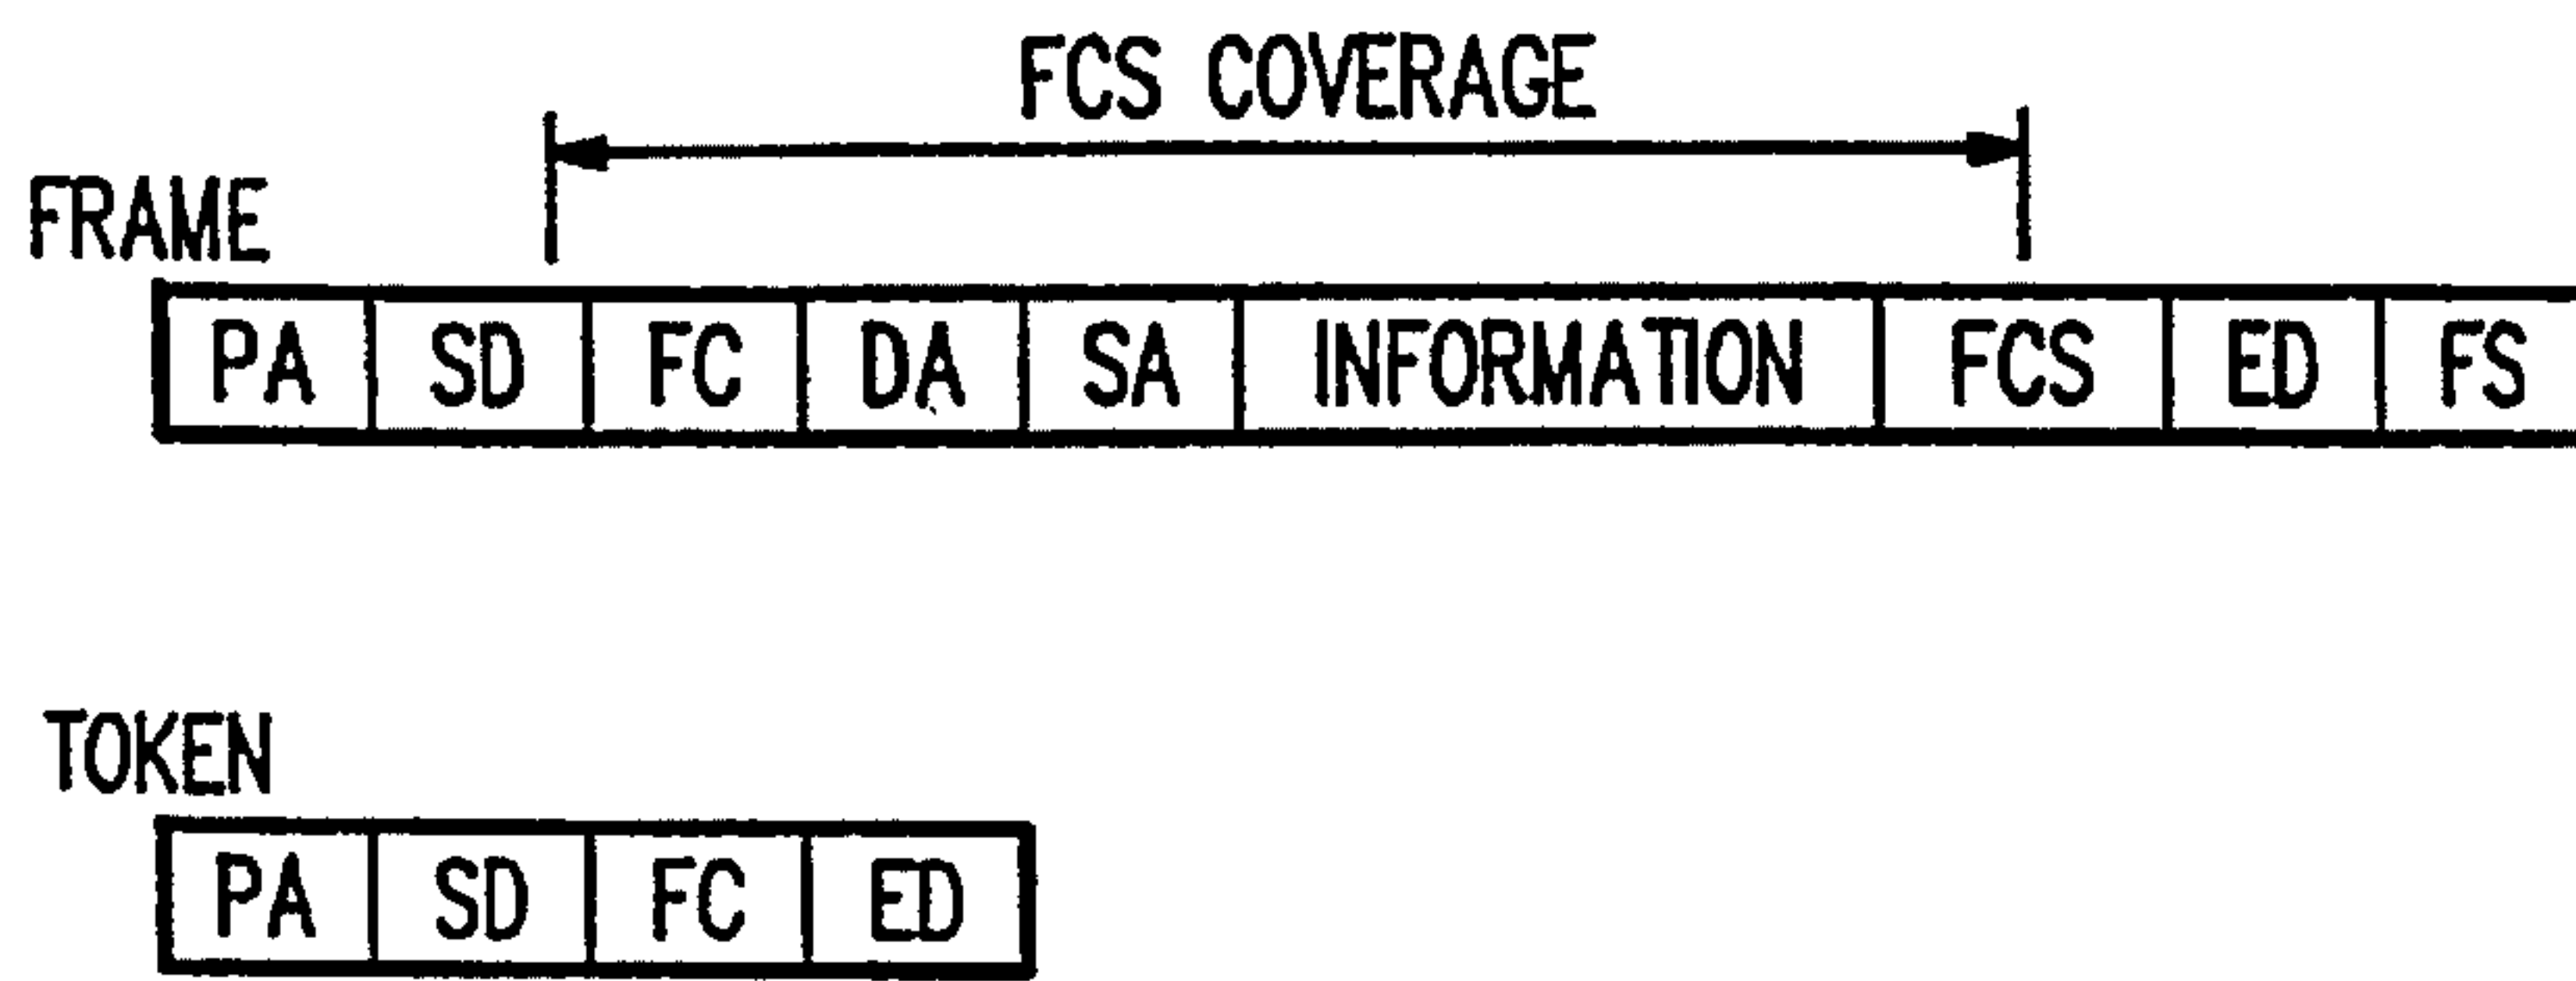 FCS COVERAGE
FRAME
PA SD FC DA SA INFORMATION FCS ED FS
TOKEN
PA SD FC ED